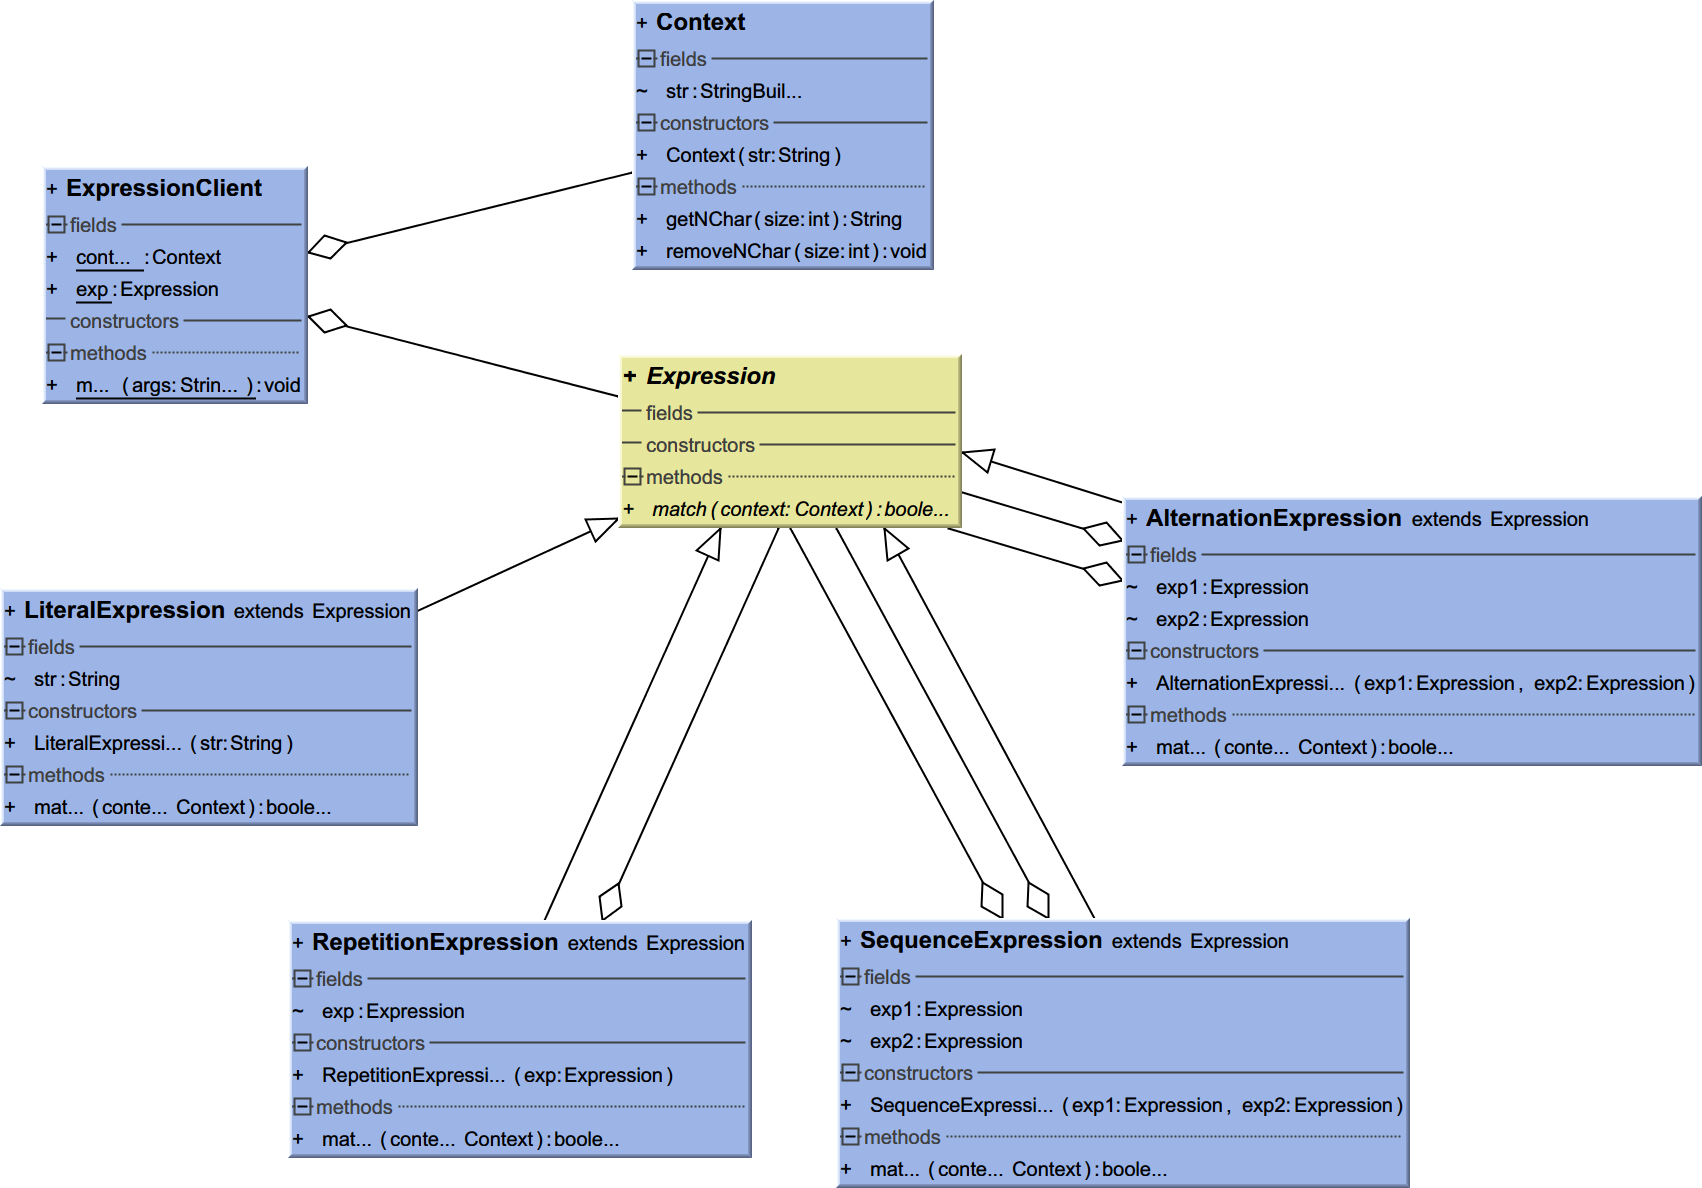 + Context
fields
~ str:StringBuil...
constructors
+ Context(str:String)
methods
+ getNChar(size:int):String
+ removeNChar(size:int):void
+ ExpressionClient
fields
+ cont... :Context
+ exp:Expression
constructors
methods
+ m... (args:Strin... ):void
+ Expression
fields
constructors
methods
+ match(context:Context):boole...
+ AlternationExpression extends Expression
fields
~ exp1:Expression
~ exp2:Expression
constructors
+ AlternationExpressi... (exp1:Expression, exp2:Expression)
methods
+ mat... (conte... Context):boole...
+ LiteralExpression extends Expression
fields
~ str:String
constructors
+ LiteralExpressi... (str:String)
methods
+ mat... (conte... Context):boole...
+ RepetitionExpression extends Expression
fields
~ exp:Expression
constructors
+ RepetitionExpressi... (exp:Expression)
methods
+ mat... (conte... Context):boole...
+ SequenceExpression extends Expression
fields
~ exp1:Expression
~ exp2:Expression
constructors
+ SequenceExpressi... (exp1:Expression, exp2:Expression)
methods
+ mat... (conte... Context):boole...